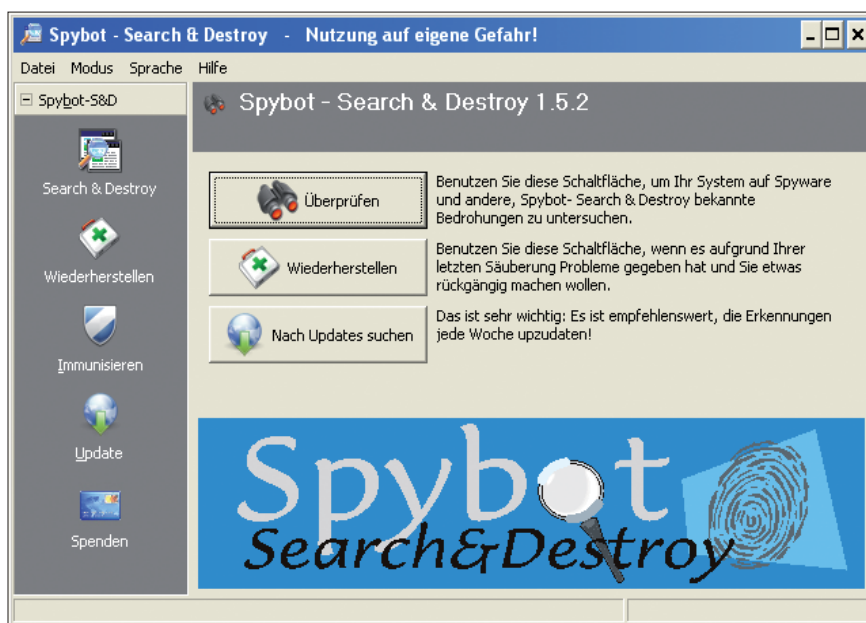 Spybot - Search & Destroy - Nutzung auf eigene Gefahr!
Datei Modus Sprache Hilfe
Spybot-S&D
Search & Destroy
Wiederherstellen
Immunisieren
Update
Spenden
Spybot - Search & Destroy 1.5.2
Überprüfen
Benutzen Sie diese Schaltfläche, um Ihr System auf Spyware
und andere, Spybot- Search & Destroy bekannte
Bedrohungen zu untersuchen.
Wiederherstellen
Benutzen Sie diese Schaltfläche, wenn es aufgrund Ihrer
letzten Säuberung Probleme gegeben hat und Sie etwas
rückgängig machen wollen.
Nach Updates suchen
Das ist sehr wichtig: Es ist empfehlenswert, die Erkennungen
jede Woche upzudaten!
Spybot
Search&Destroy